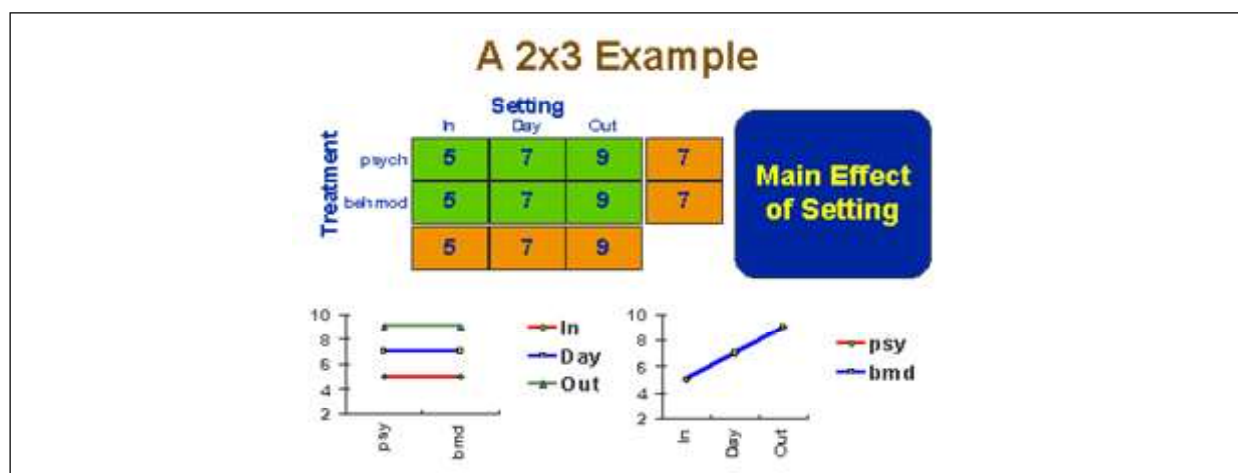 A 2x3 Example
Setting
In Day Out
Treatment
psych 5 7 9 7
beh mod 5 7 9 7
5 7 9
Main Effect
of Setting
10
8
6
4
2
psy bmd
In
Day
Out
10
8
6
4
2
In Day Out
psy
bmd